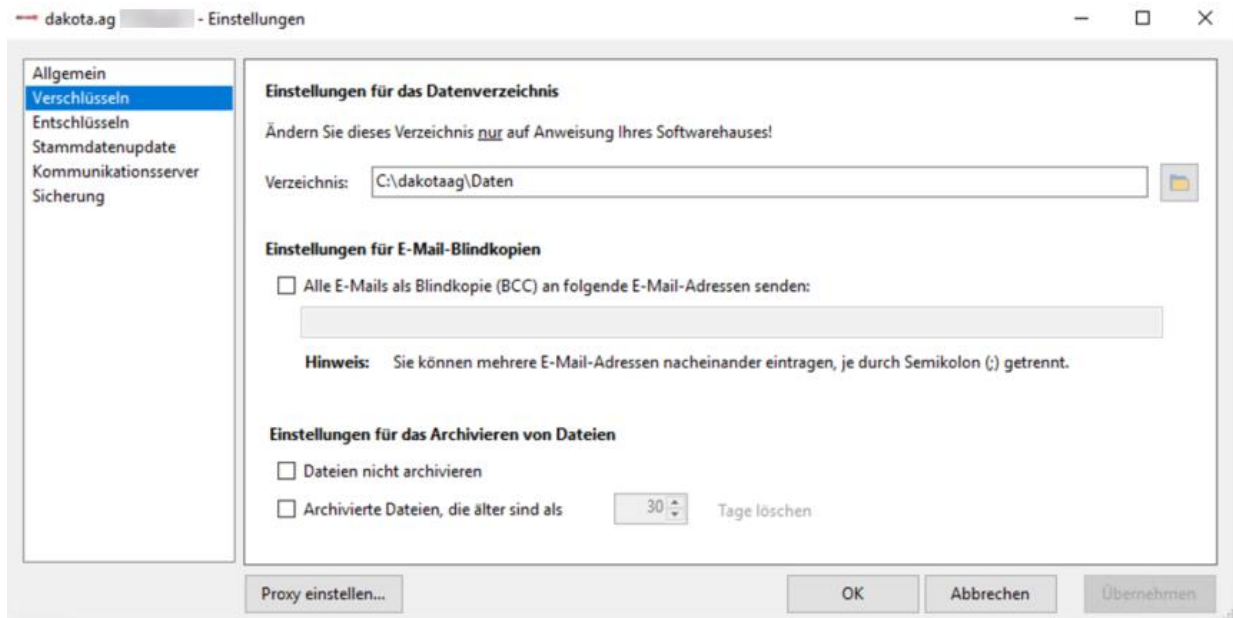 dakota.ag - Einstellungen
Allgemein
Verschlüsseln
Entschlüsseln
Stammdatenupdate
Kommunikationsserver
Sicherung
Einstellungen für das Datenverzeichnis
Ändern Sie dieses Verzeichnis nur auf Anweisung Ihres Softwarehauses!
Verzeichnis: C:\dakotaag\Daten
Einstellungen für E-Mail-Blindkopien
Alle E-Mails als Blindkopie (BCC) an folgende E-Mail-Adressen senden:
Hinweis: Sie können mehrere E-Mail-Adressen nacheinander eintragen, je durch Semikolon (;) getrennt.
Einstellungen für das Archivieren von Dateien
Dateien nicht archivieren
Archivierte Dateien, die älter sind als 30 Tage löschen
Proxy einstellen... OK Abbrechen Übernehmen